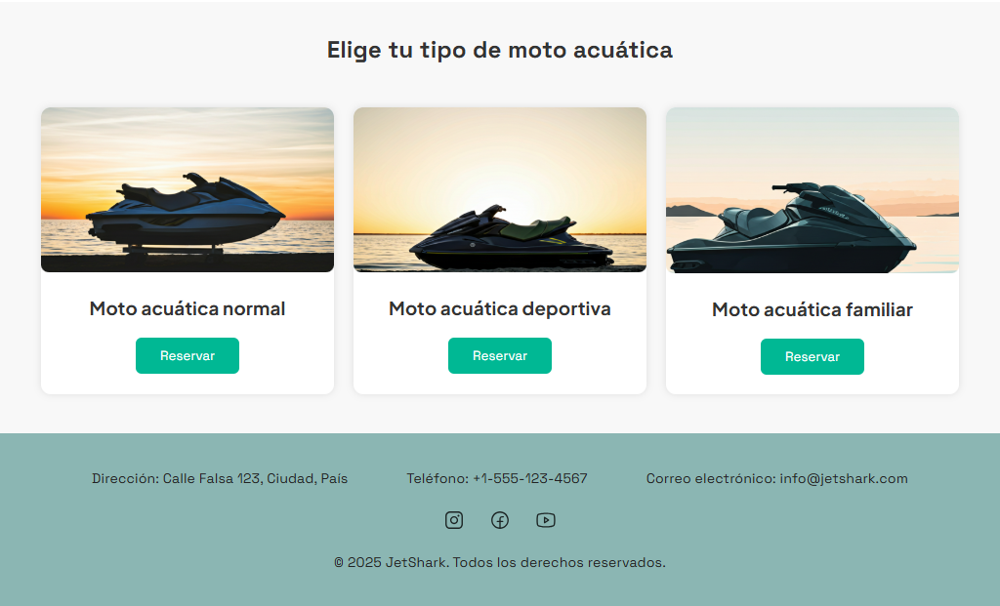 Elige tu tipo de moto acuática
Moto acuática normal
Reservar
Moto acuática deportiva
Reservar
Moto acuática familiar
Reservar
Dirección: Calle Falsa 123, Ciudad, País
Teléfono: +1-555-123-4567
Correo electrónico: info@jetshark.com
© 2025 JetShark. Todos los derechos reservados.